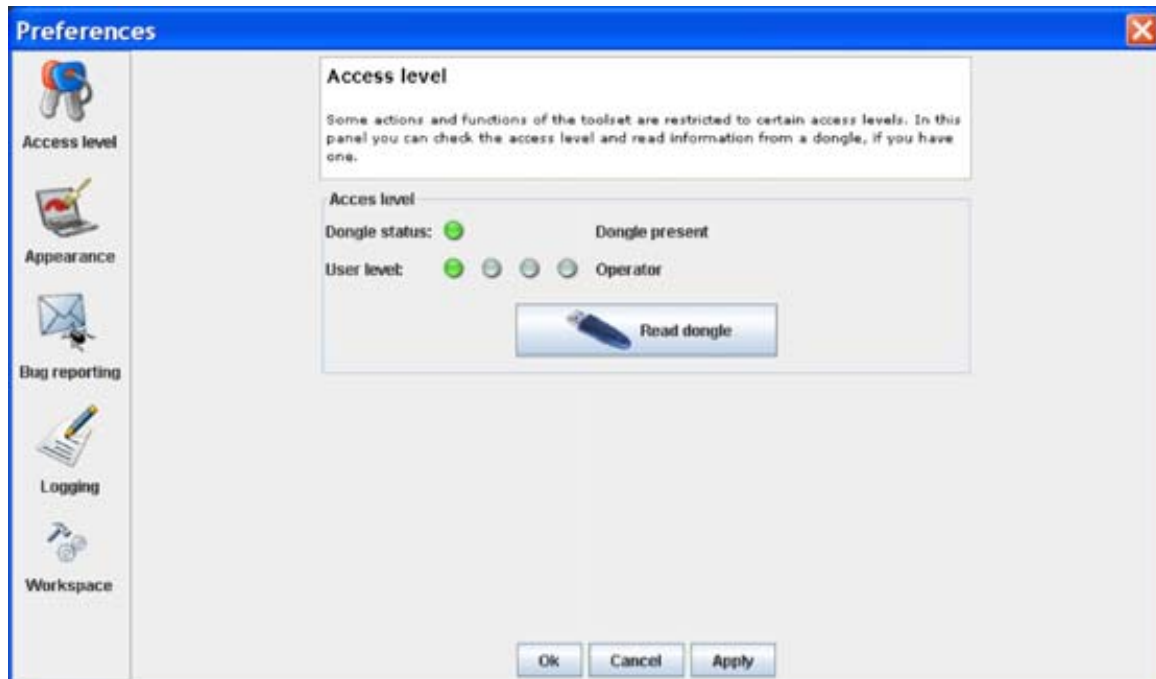 Preferences
Access level
Appearance
Bug reporting
Logging
Workspace
Access level
Some actions and functions of the toolset are restricted to certain access levels. In this
panel you can check the access level and read information from a dongle, if you have
one.
Acces level
Dongle status:
Dongle present
User level:
Operator
Read dongle
Ok
Cancel
Apply